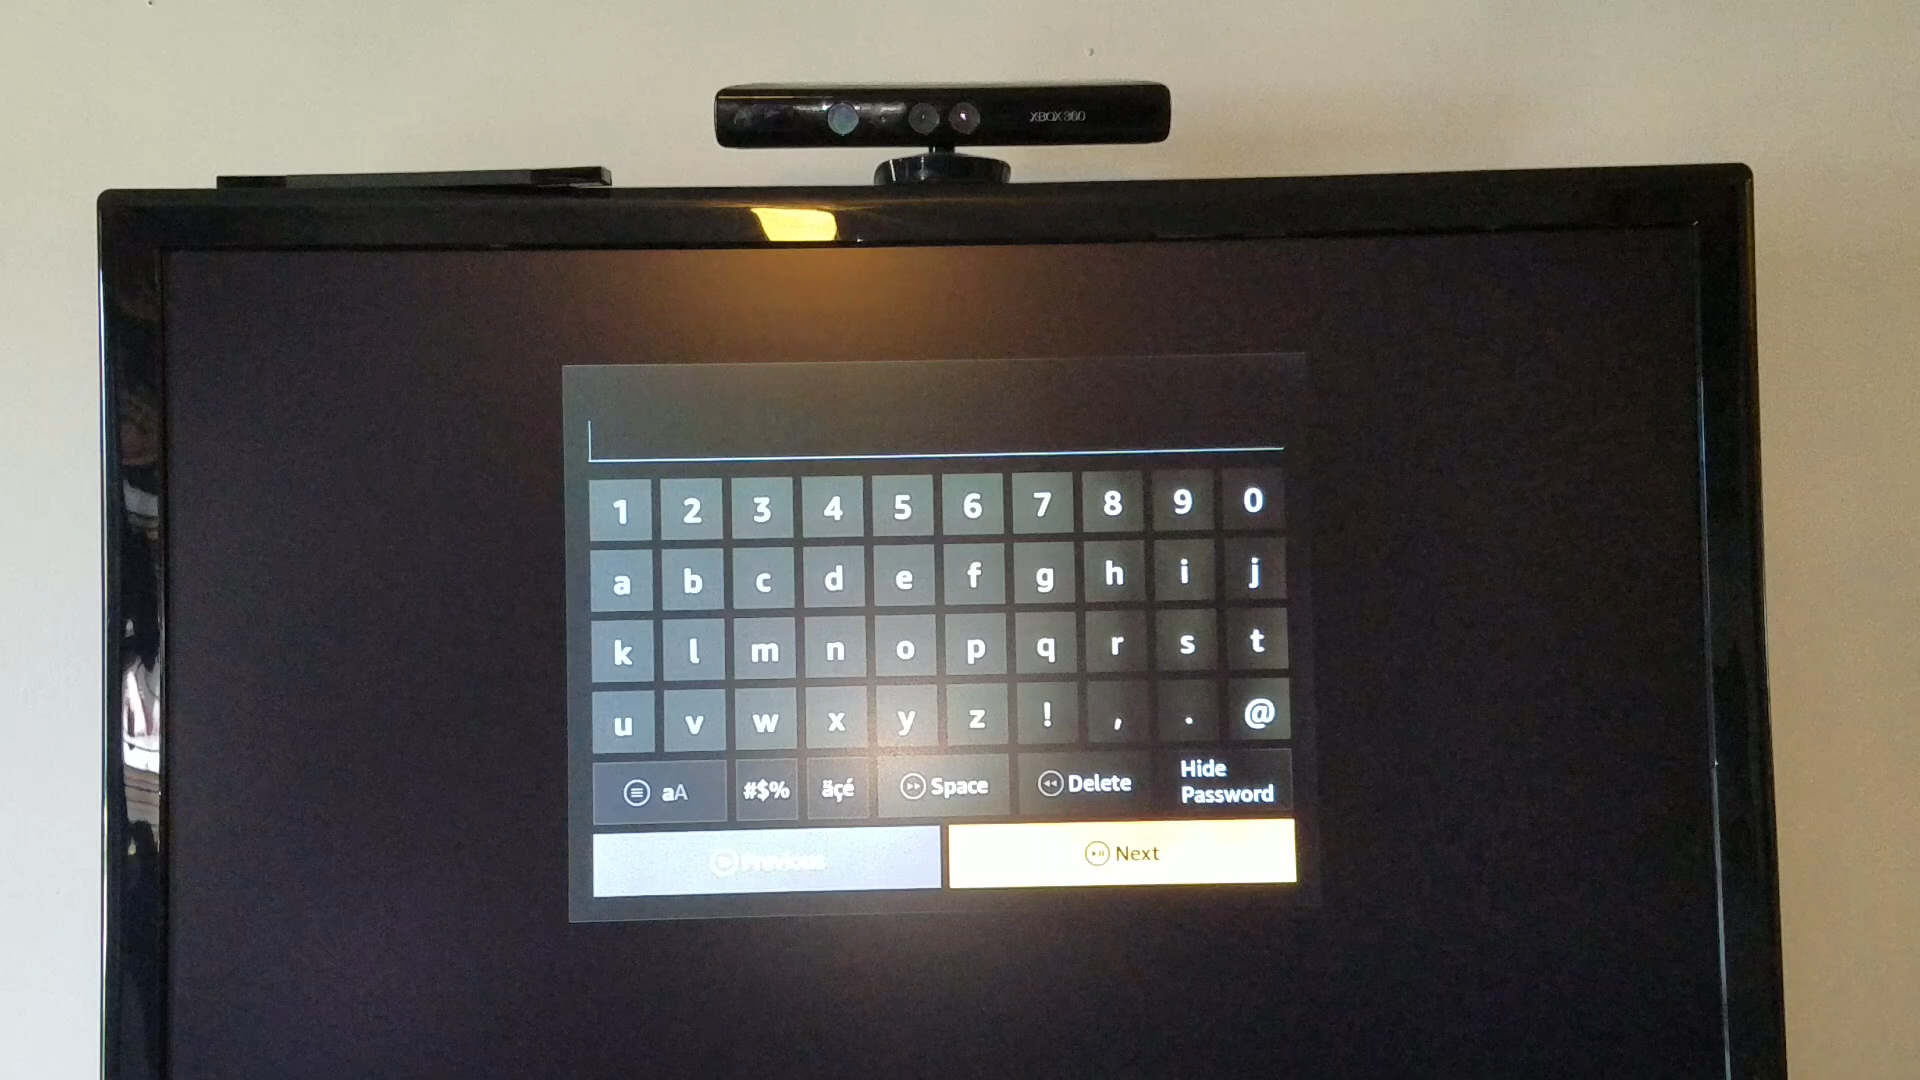 XBOX 360
1 2 3 4 5 6 7 8 9 0
a b c d e f g h i j
k l m n o p q r s t
u v w x y z ! , . @
aA #$% äçé Space Delete Hide Password
Previous Next